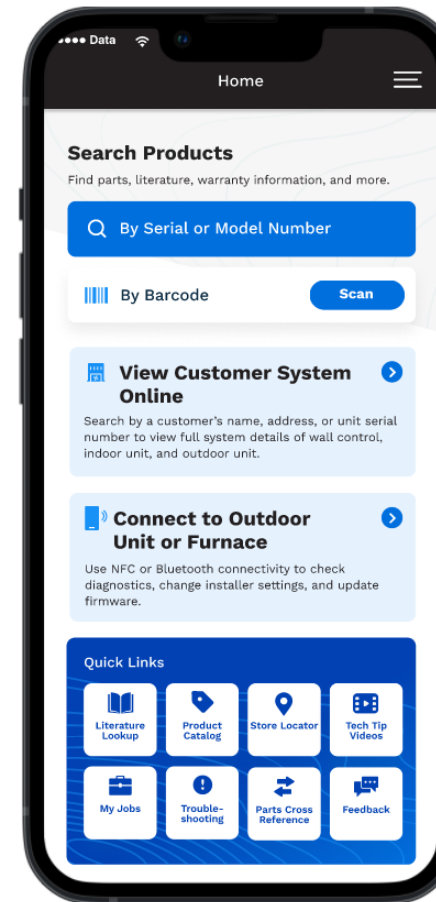 Data
Home
Search Products
Find parts, literature, warranty information, and more.
By Serial or Model Number
By Barcode
Scan
View Customer System
Online
Search by a customer’s name, address, or unit serial
number to view full system details of wall control,
indoor unit, and outdoor unit.
Connect to Outdoor
Unit or Furnace
Use NFC or Bluetooth connectivity to check
diagnostics, change installer settings, and update
firmware.
Quick Links
Literature
Lookup
Product
Catalog
Store Locator
Tech Tip
Videos
My Jobs
Trouble-
shooting
Parts Cross
Reference
Feedback